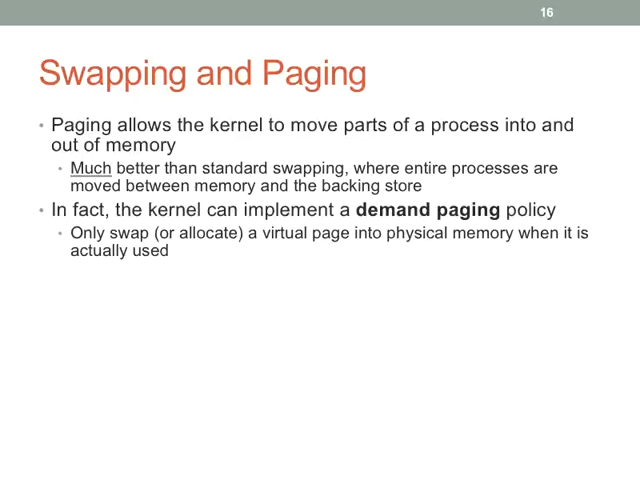 16
Swapping and Paging
• Paging allows the kernel to move parts of a process into and
out of memory
• Much better than standard swapping, where entire processes are
moved between memory and the backing store
• In fact, the kernel can implement a demand paging policy
• Only swap (or allocate) a virtual page into physical memory when it is
actually used